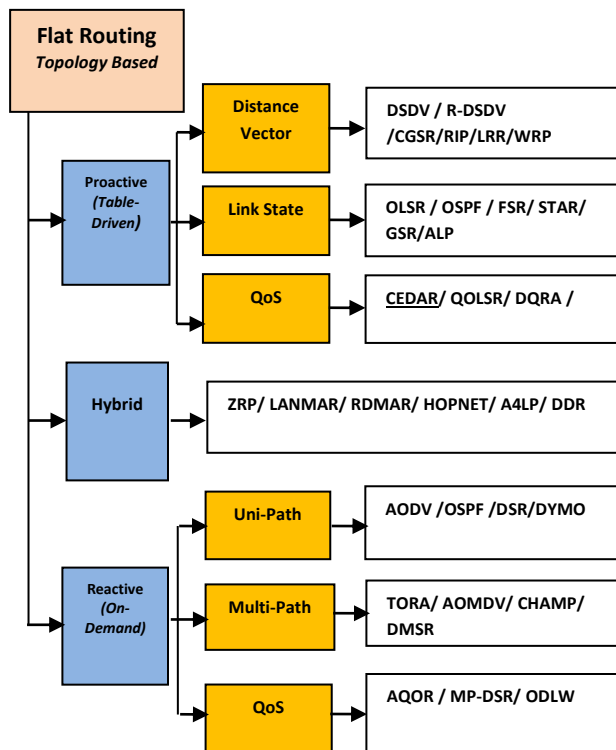 Flat Routing
Topology Based
Distance
Vector
DSDV / R-DSDV
/CGSR/RIP/LRR/WRP
Proactive
(Table-
Driven)
Link State
OLSR / OSPF / FSR/ STAR/
GSR/ALP
QoS
CEDAR/ QOLSR/ DQRA /
Hybrid
ZRP/ LANMAR/ RDMAR/ HOPNET/ A4LP/ DDR
Uni-Path
AODV /OSPF /DSR/DYMO
Reactive
(On-
Demand)
Multi-Path
TORA/ AOMDV/ CHAMP/
DMSR
QoS
AQOR / MP-DSR/ ODLW